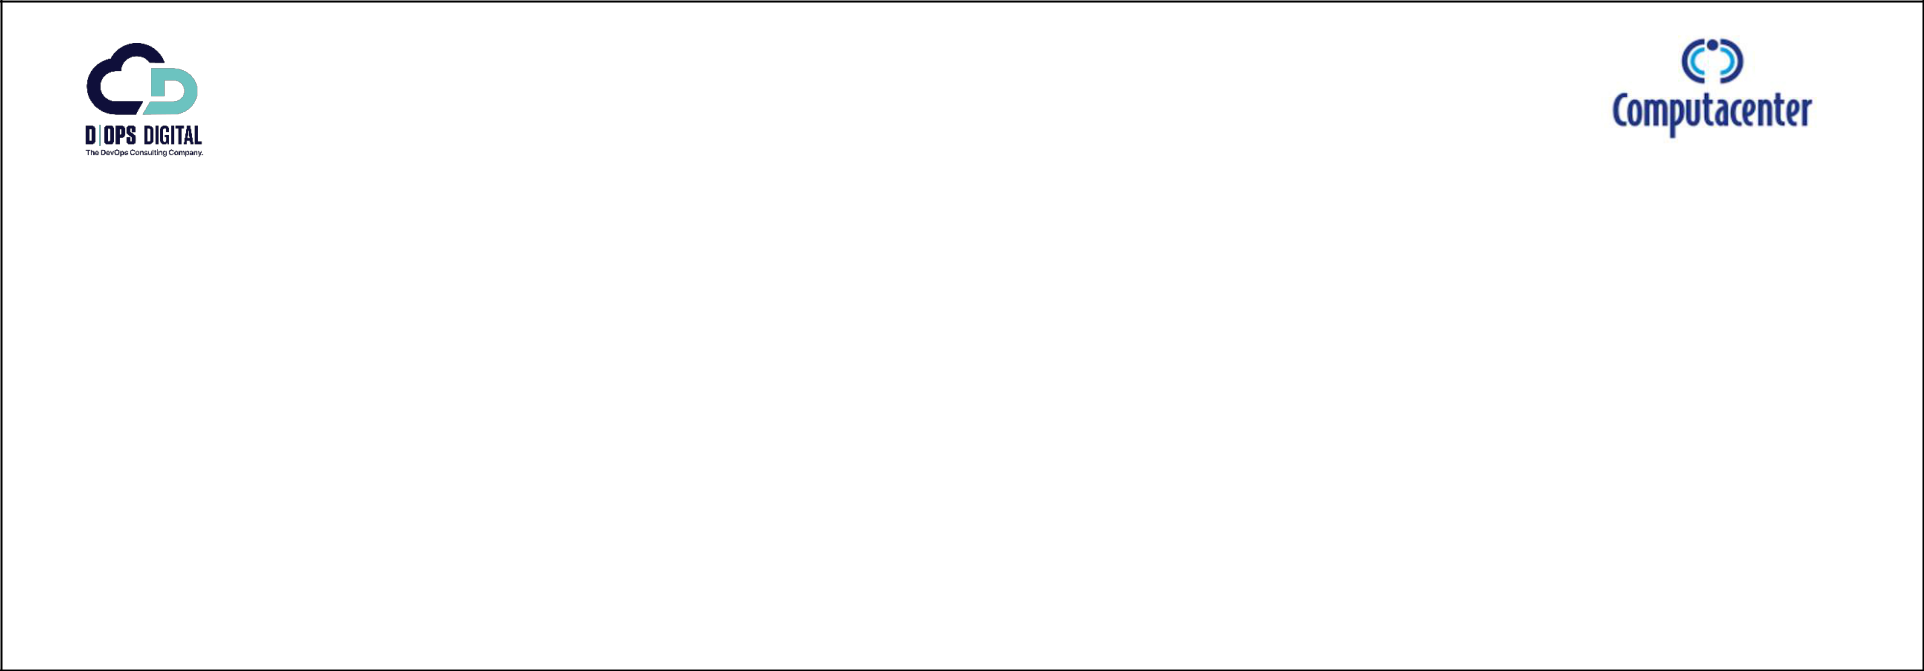 D|OPS DIGITAL
The DevOps Consulting Company.
Computacenter